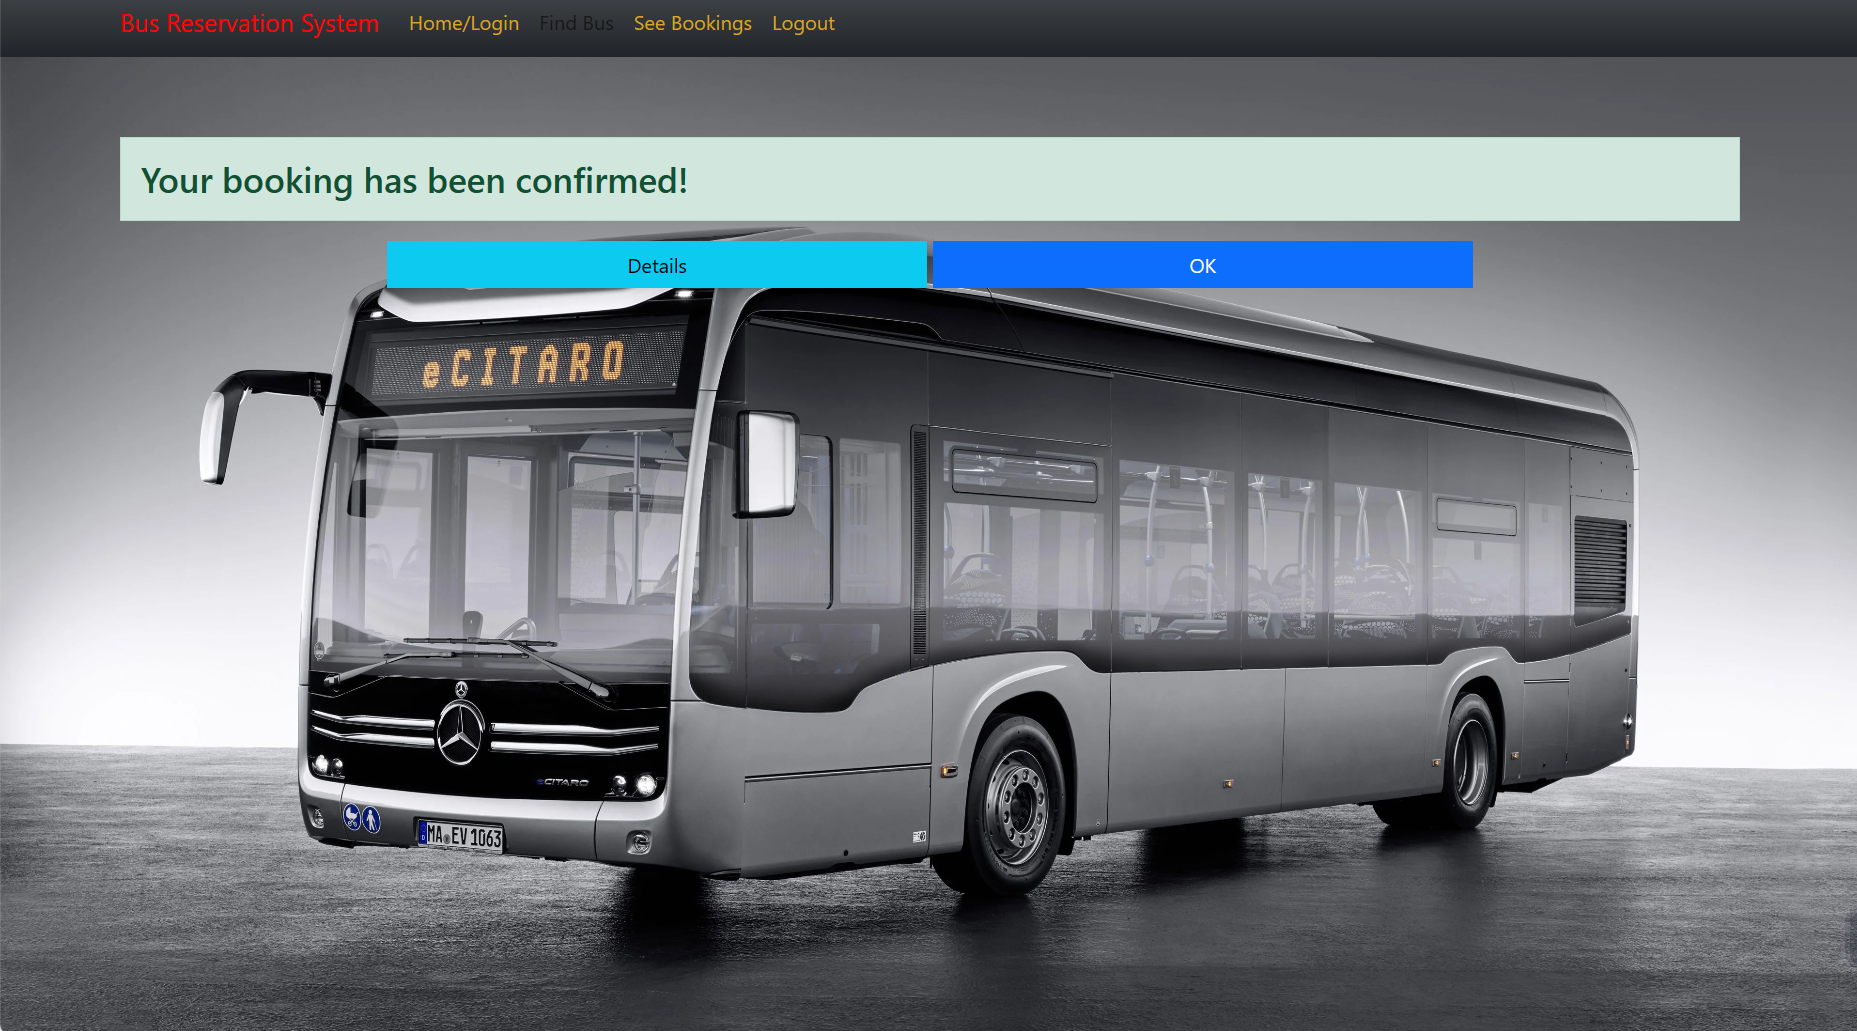 Bus Reservation System Home/Login Find Bus See Bookings Logout
Your booking has been confirmed!
Details OK
eCITARO
eCITARO
MA EV 1063